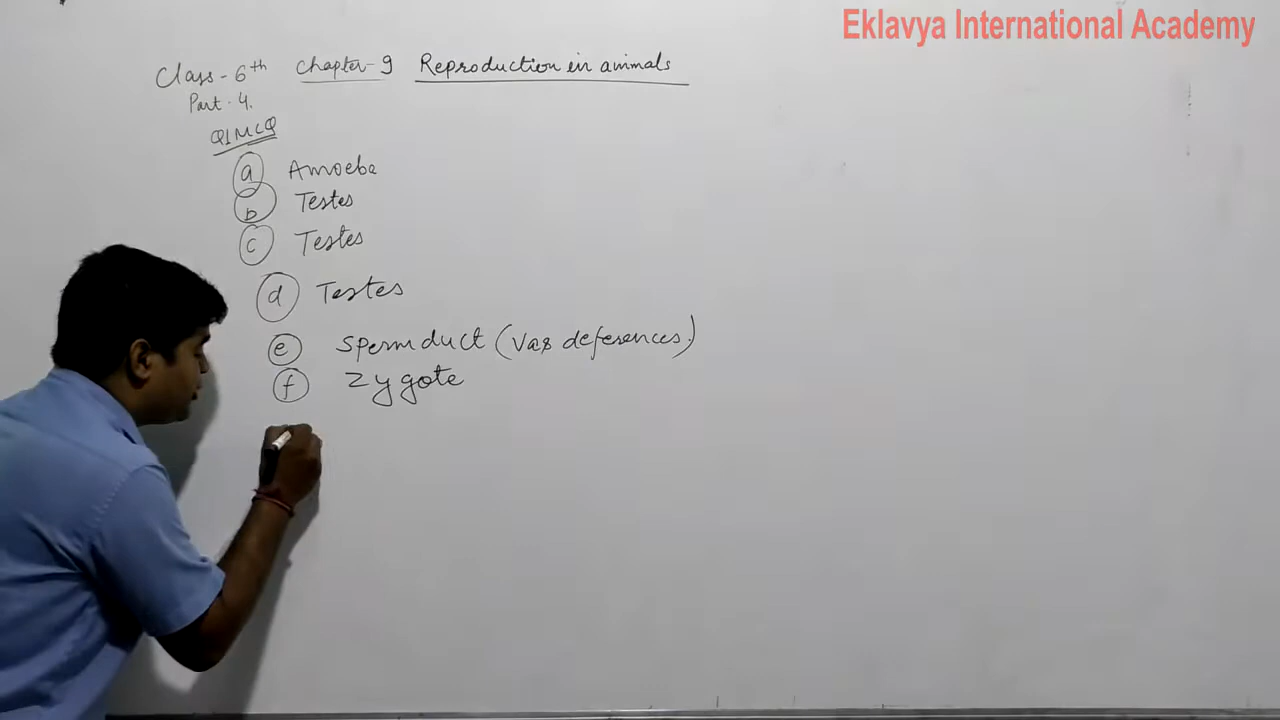 Eklavya International Academy
Class - 6th Chapter-9 Reproduction in animals
Part - 4.
Q1 MCQ
a Amoeba
b Testes
c Testes
d Testes
e Spermduct (vas deferences.)
f Zygote